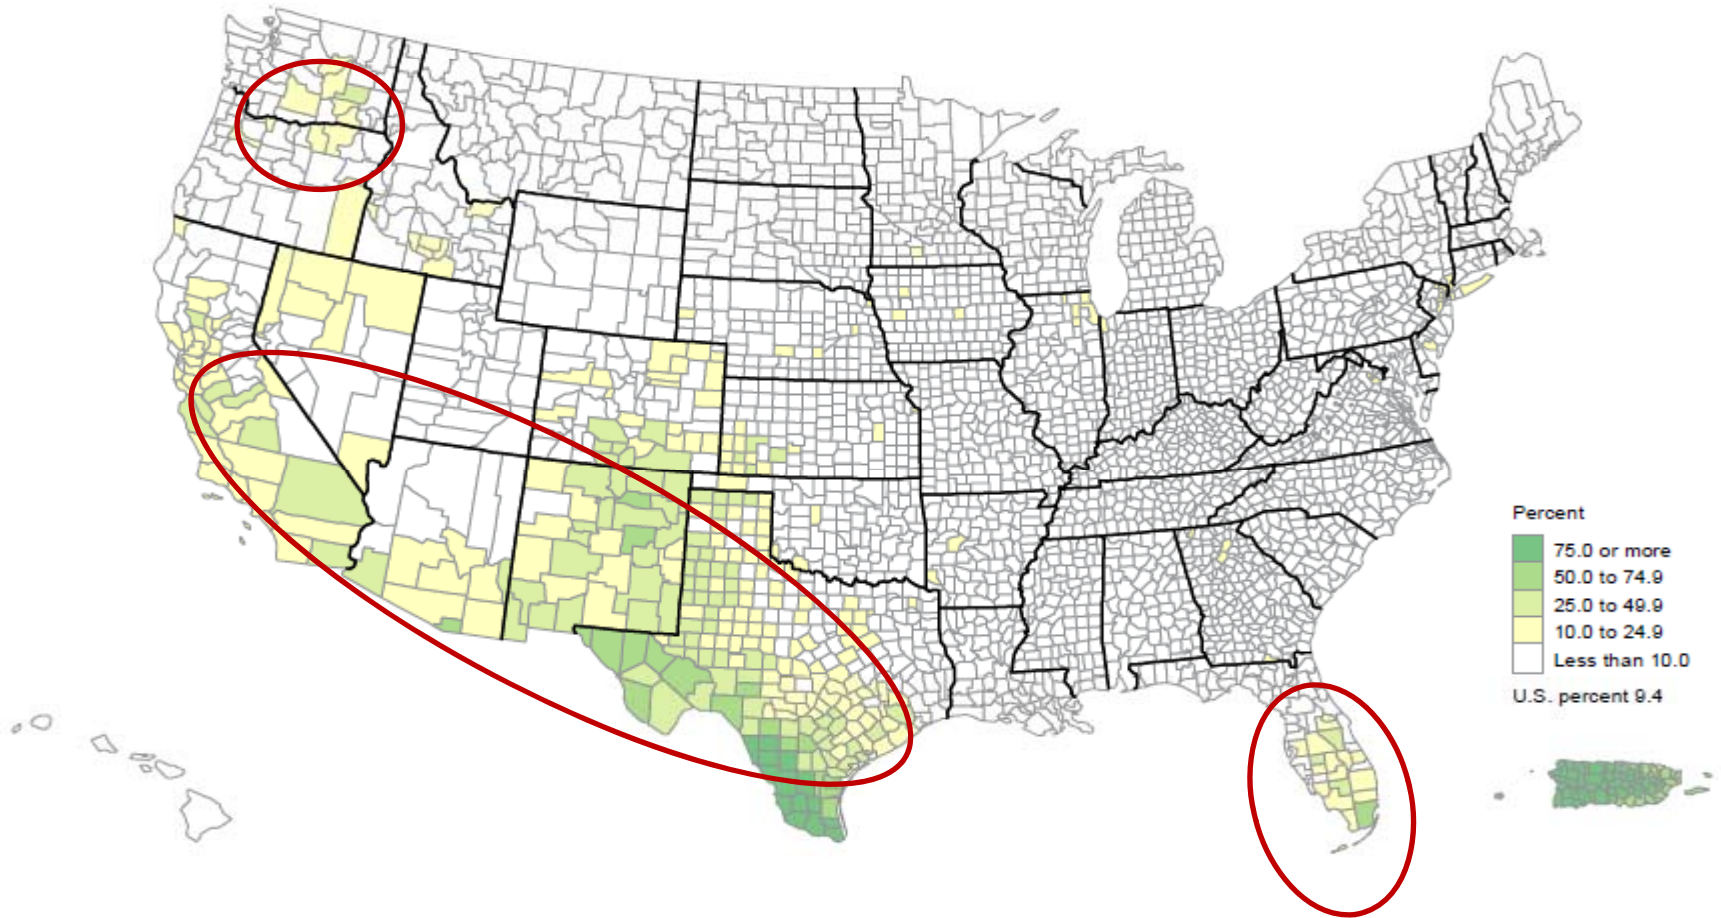 Percent
75.0 or more
50.0 to 74.9
25.0 to 49.9
10.0 to 24.9
Less than 10.0
U.S. percent 9.4